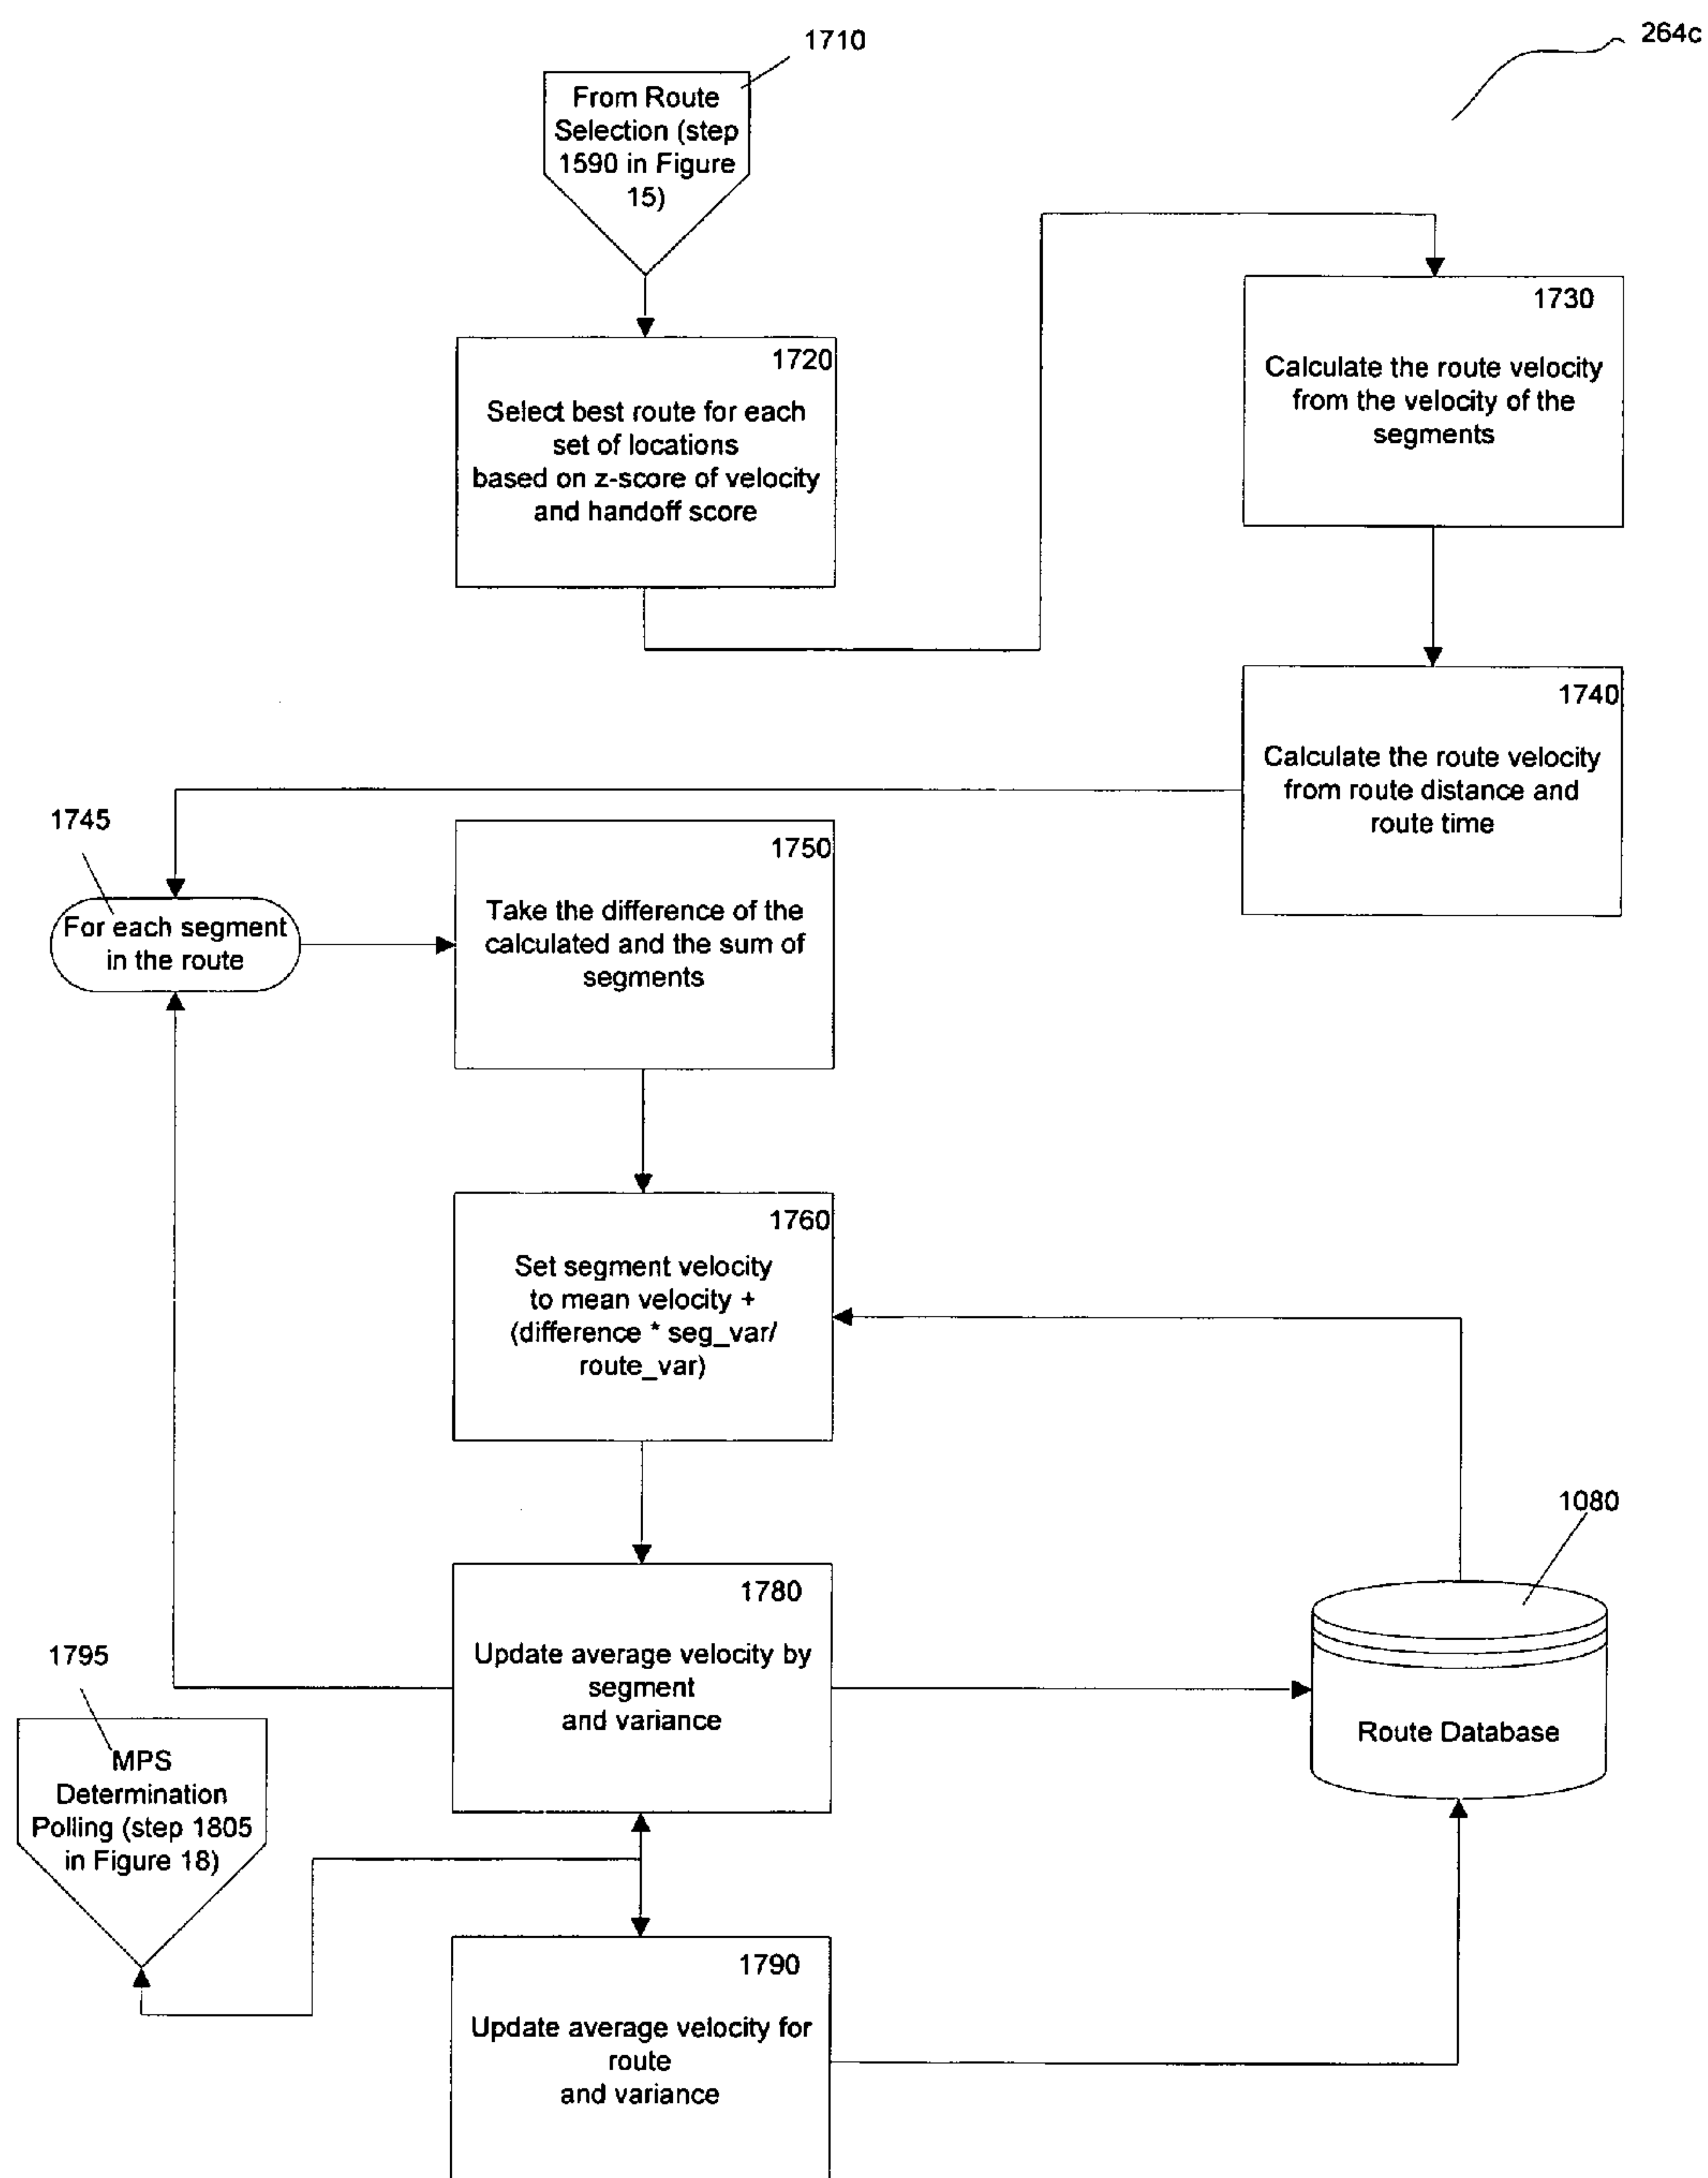 1710
264c
From Route
Selection (step
1590 in Figure
15)
1720
Select best route for each
set of locations
based on z-score of velocity
and handoff score
1730
Calculate the route velocity
from the velocity of the
segments
1740
Calculate the route velocity
from route distance and
route time
1745
For each segment
in the route
1750
Take the difference of the
calculated and the sum of
segments
1760
Set segment velocity
to mean velocity +
(difference * seg_var/
route_var)
1080
Route Database
1780
Update average velocity by
segment
and variance
1795
MPS
Determination
Polling (step 1805
in Figure 18)
1790
Update average velocity for
route
and variance